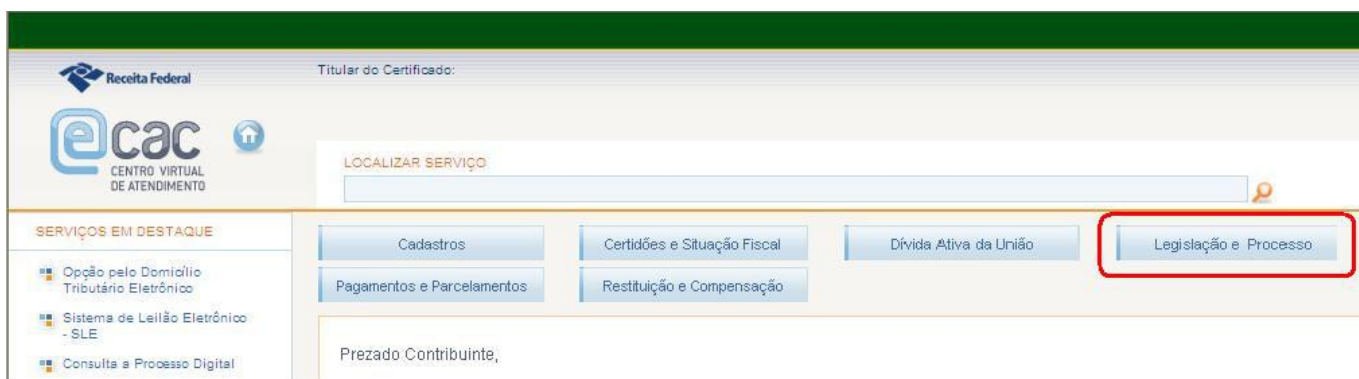 Receita Federal
Titular do Certificado:
e cac
CENTRO VIRTUAL
DE ATENDIMENTO
LOCALIZAR SERVIÇO
SERVIÇOS EM DESTAQUE
Opção pelo Domicílio
Tributário Eletrônico
Sistema de Leilão Eletrônico
- SLE
Consulta a Processo Digital
Cadastros
Certidões e Situação Fiscal
Dívida Ativa da União
Legislação e Processo
Pagamentos e Parcelamentos
Restituição e Compensação
Prezado Contribuinte,